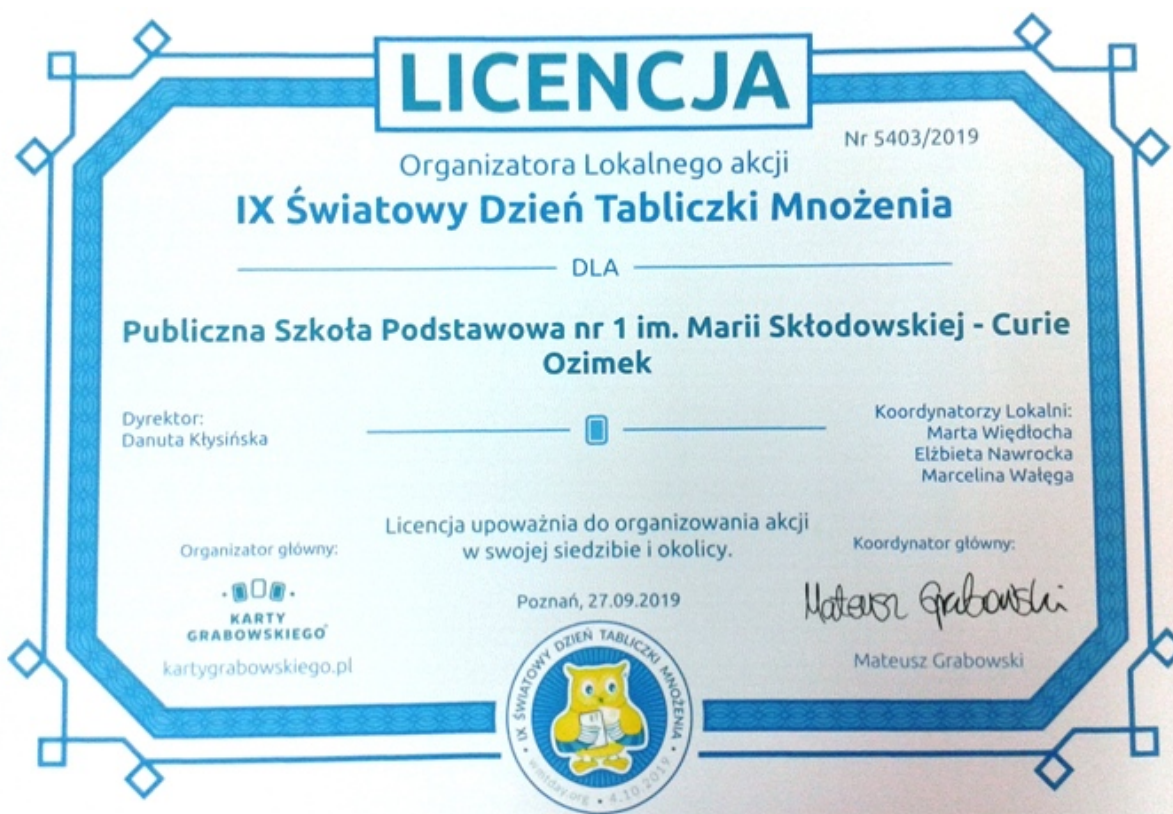 LICENCJA
Nr 5403/2019
Organizatora Lokalnego akcji
IX Światowy Dzień Tabliczki Mnożenia
DLA
Publiczna Szkoła Podstawowa nr 1 im. Marii Skłodowskiej - Curie
Ozimek
Dyrektor:
Danuta Kłysińska
Koordynatorzy Lokalni:
Marta Więdłocha
Elżbieta Nawrocka
Marcelina Wałęga
Licencja upoważnia do organizowania akcji
w swojej siedzibie i okolicy.
Organizator główny:
KARTY
GRABOWSKIEGO
kartygrabowskiego.pl
Poznań, 27.09.2019
Koordynator główny:
Mateusz Grabowski
Mateusz Grabowski
IX ŚWIATOWY DZIEŃ TABLICZKI MNOŻENIA
wmtday.org • 4.10.2019